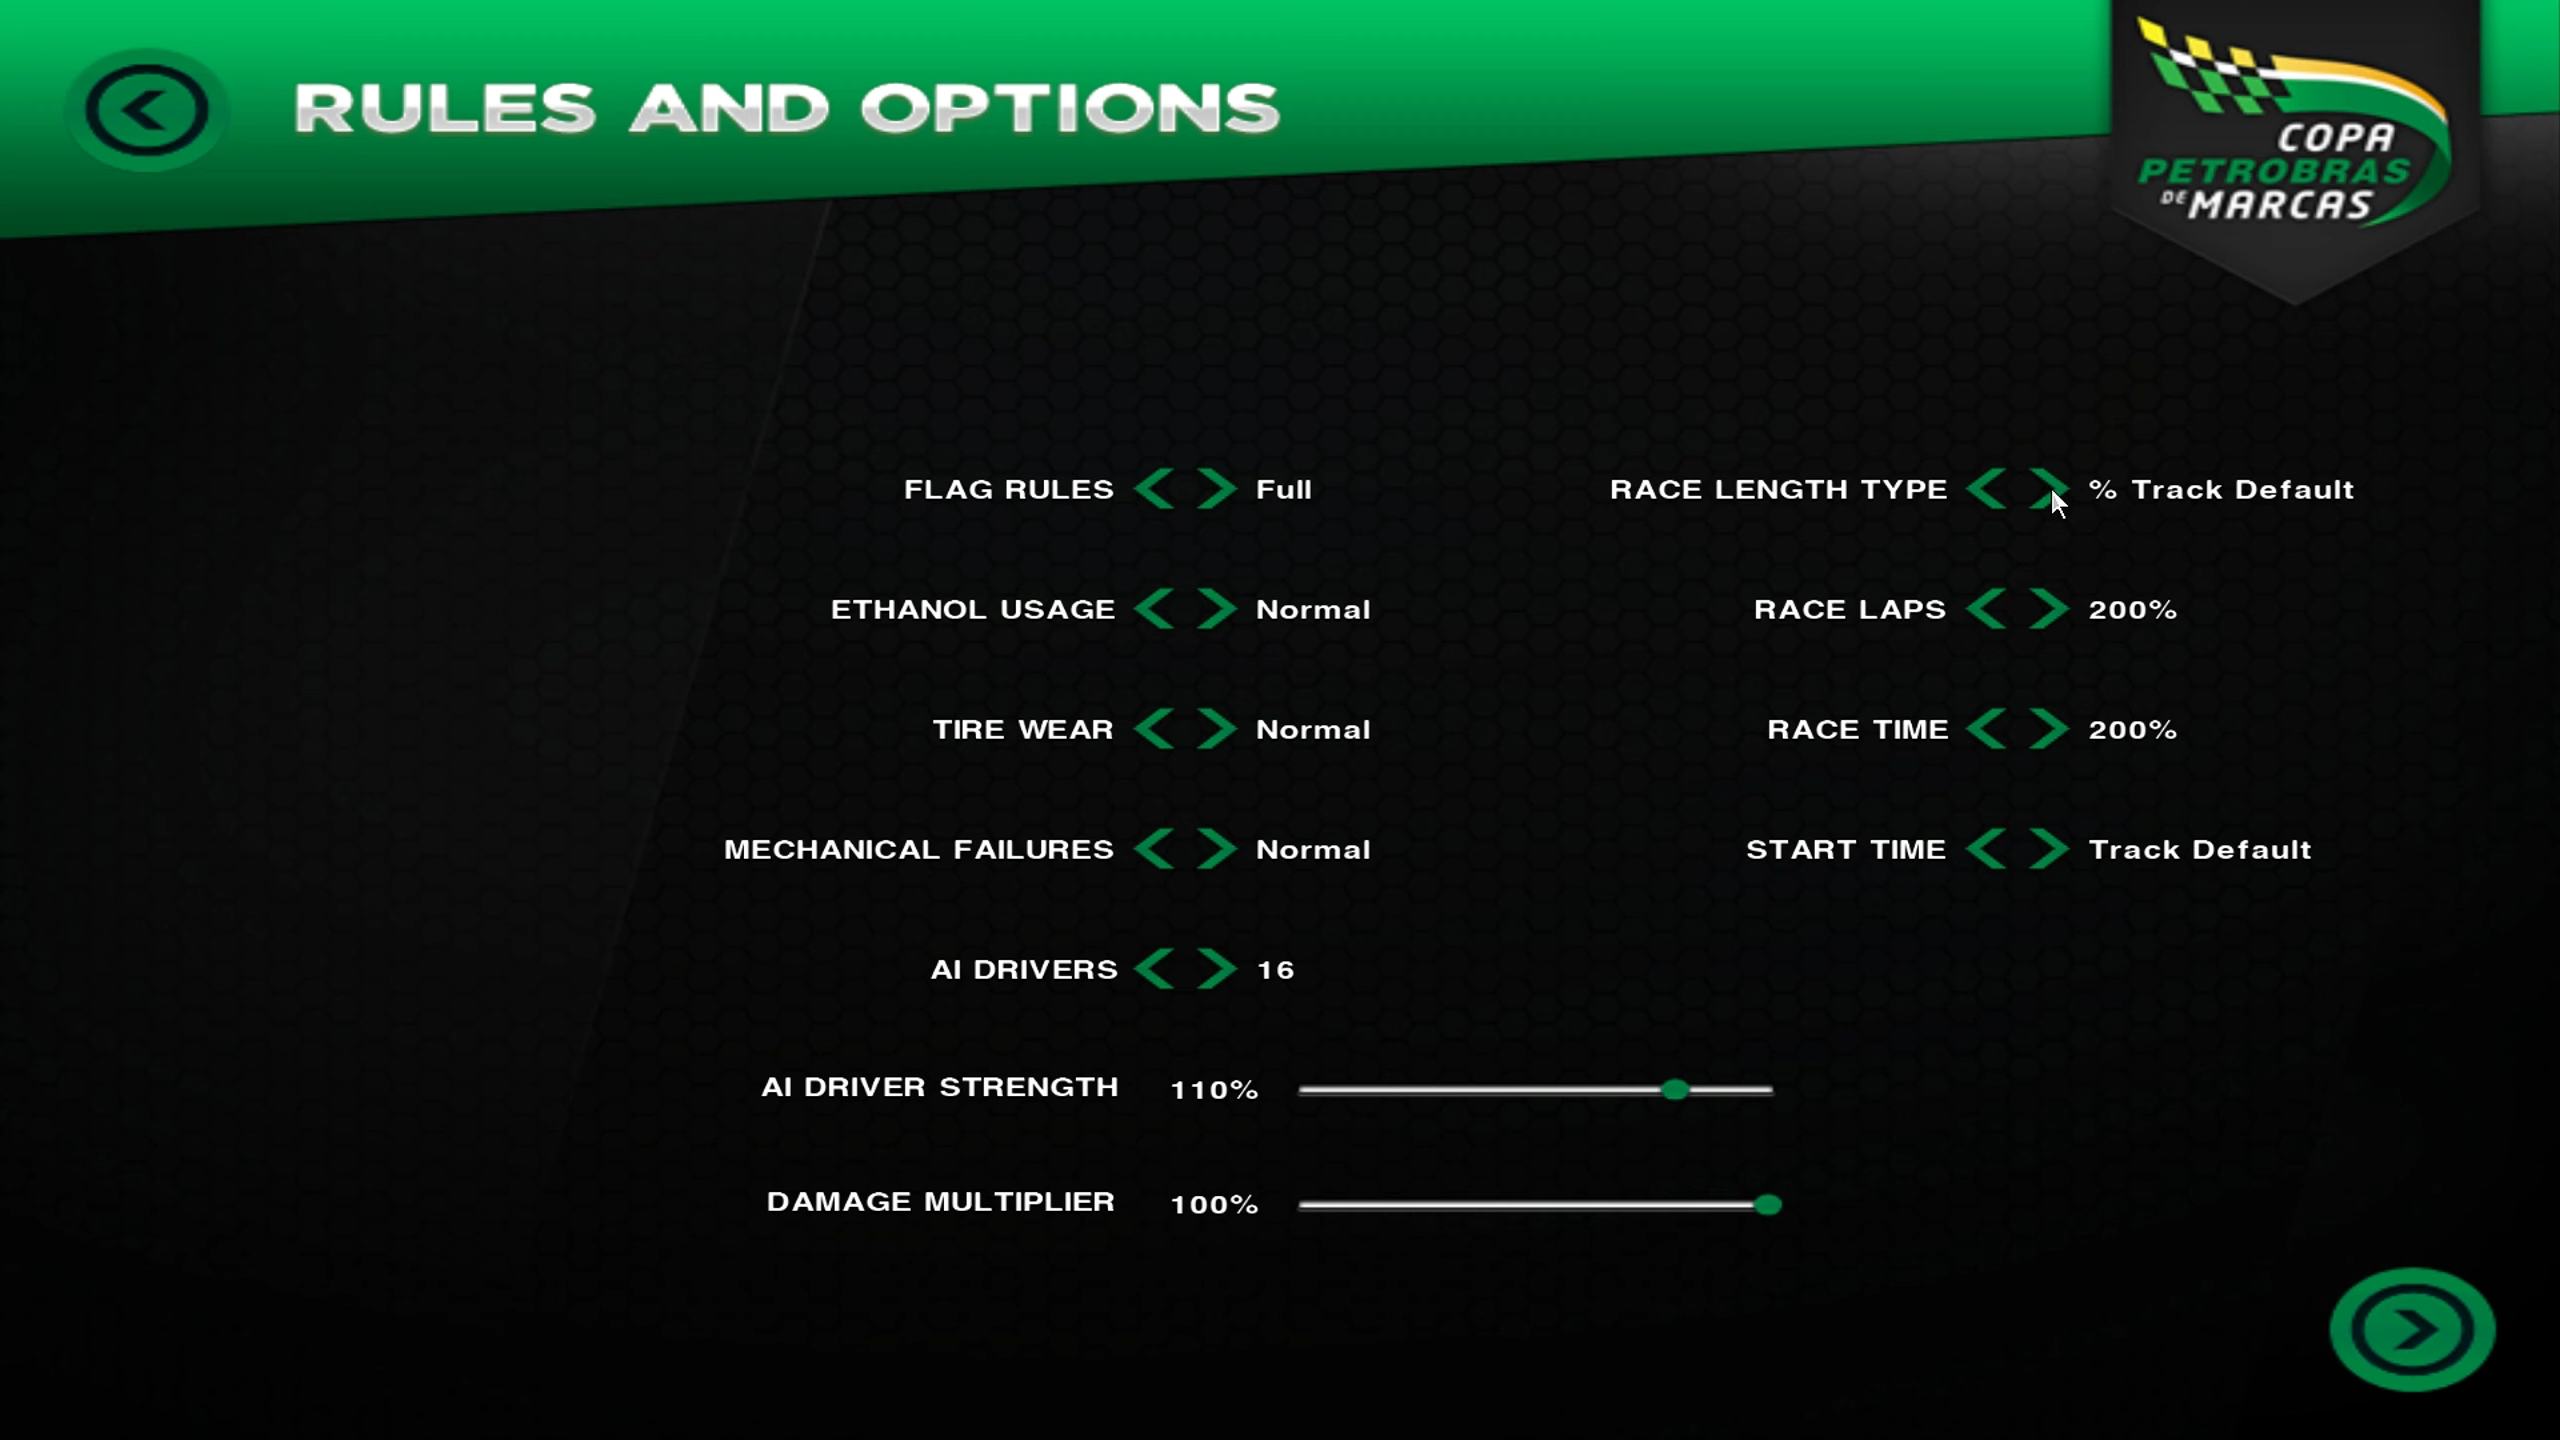 RULES AND OPTIONS
COPA
PETROBRAS
DE MARCAS
FLAG RULES Full
RACE LENGTH TYPE % Track Default
ETHANOL USAGE Normal
RACE LAPS 200%
TIRE WEAR Normal
RACE TIME 200%
MECHANICAL FAILURES Normal
START TIME Track Default
AI DRIVERS 16
AI DRIVER STRENGTH 110%
DAMAGE MULTIPLIER 100%